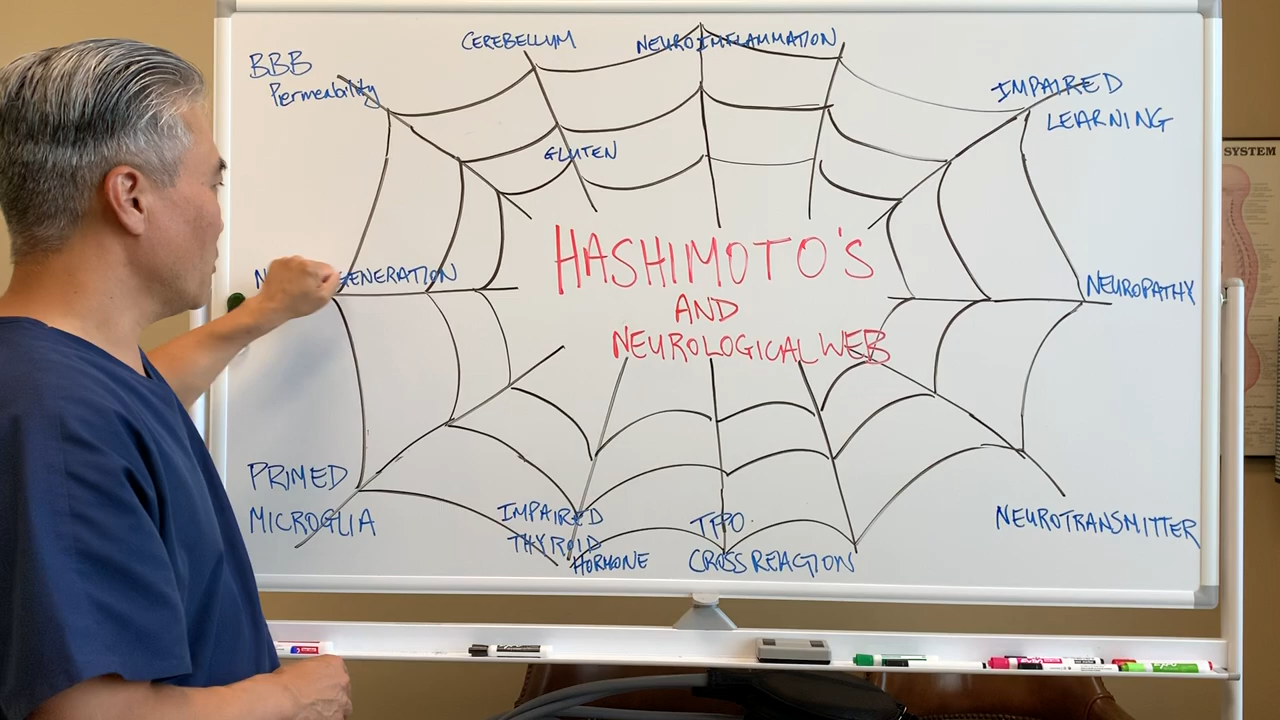 CEREBELLUM
NEUROINFLAMMATION
BBB
Permeability
IMPAIRED
LEARNING
GLUTEN
SYSTEM
HASHIMOTO'S
AND
NEUROLOGICAL WEB
GENERATION
NEUROPATHY
PRIMED
MICROGLIA
IMPAIRED
THYROID
HORMONE
TPO
CROSS REACTION
NEUROTRANSMITTER